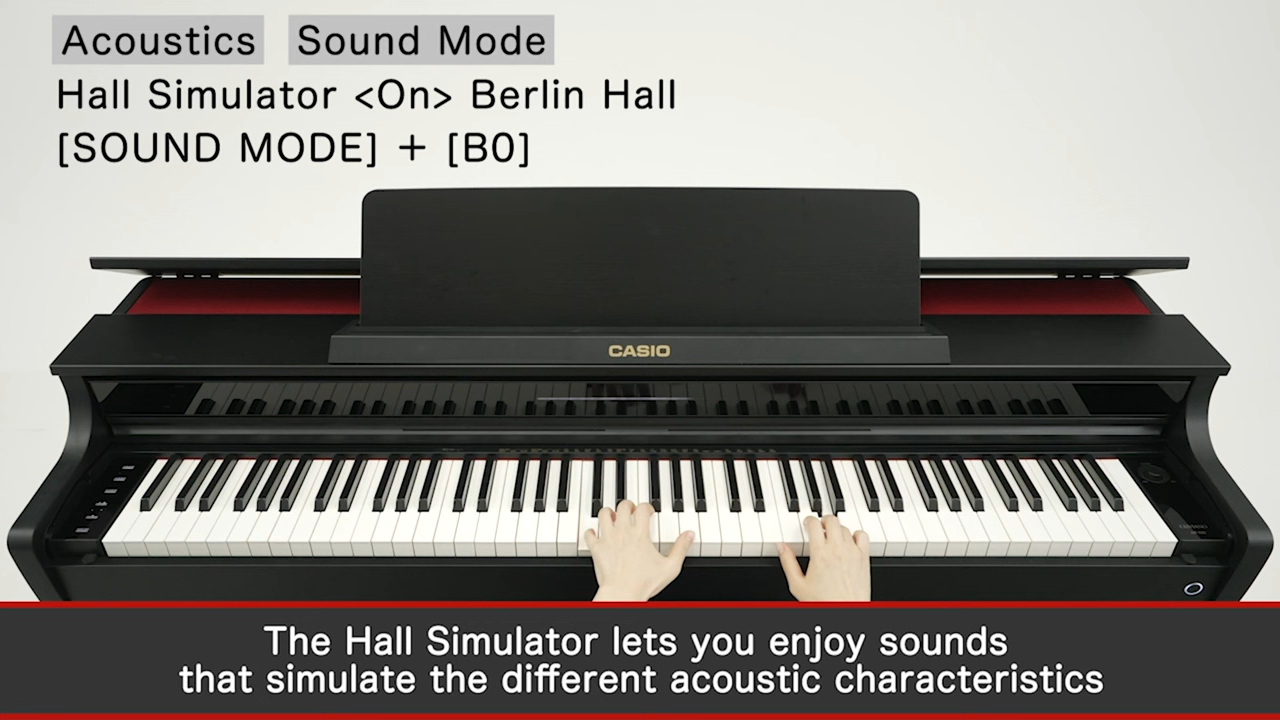 Acoustics Sound Mode
Hall Simulator <On> Berlin Hall
[SOUND MODE] + [B0]
CASIO
The Hall Simulator lets you enjoy sounds
that simulate the different acoustic characteristics